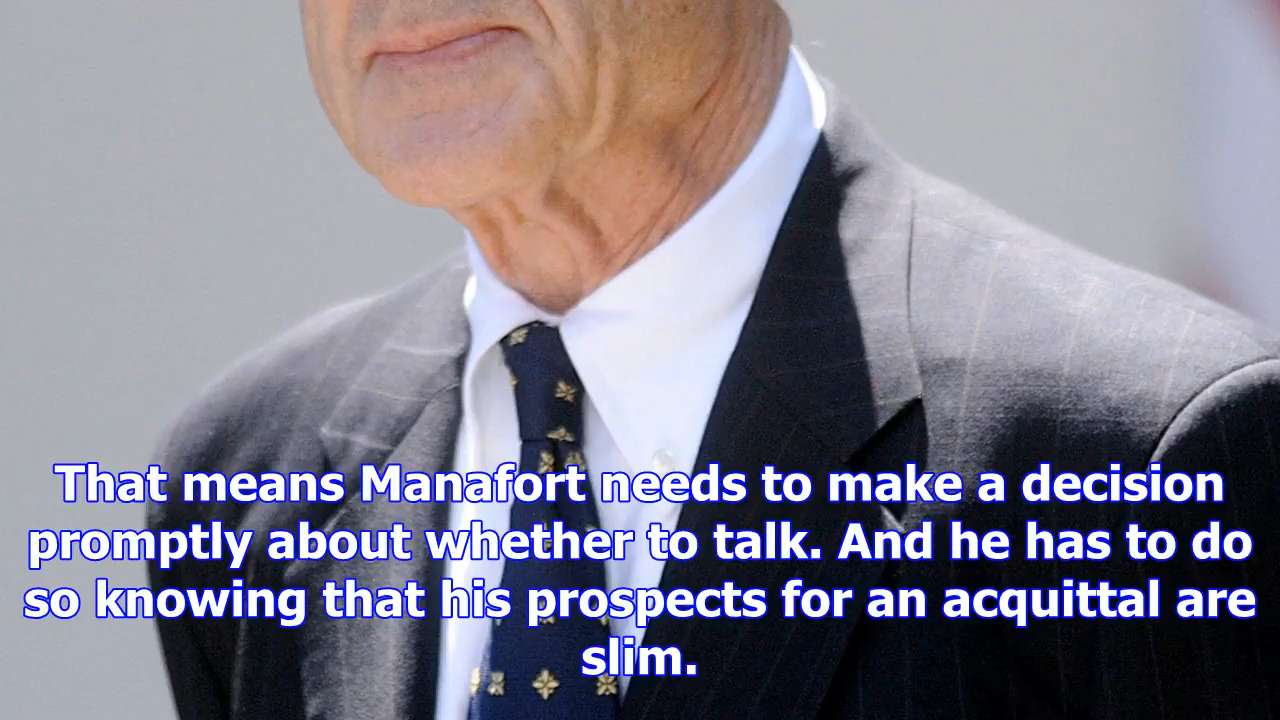 That means Manafort needs to make a decision
promptly about whether to talk. And he has to do
so knowing that his prospects for an acquittal are
slim.